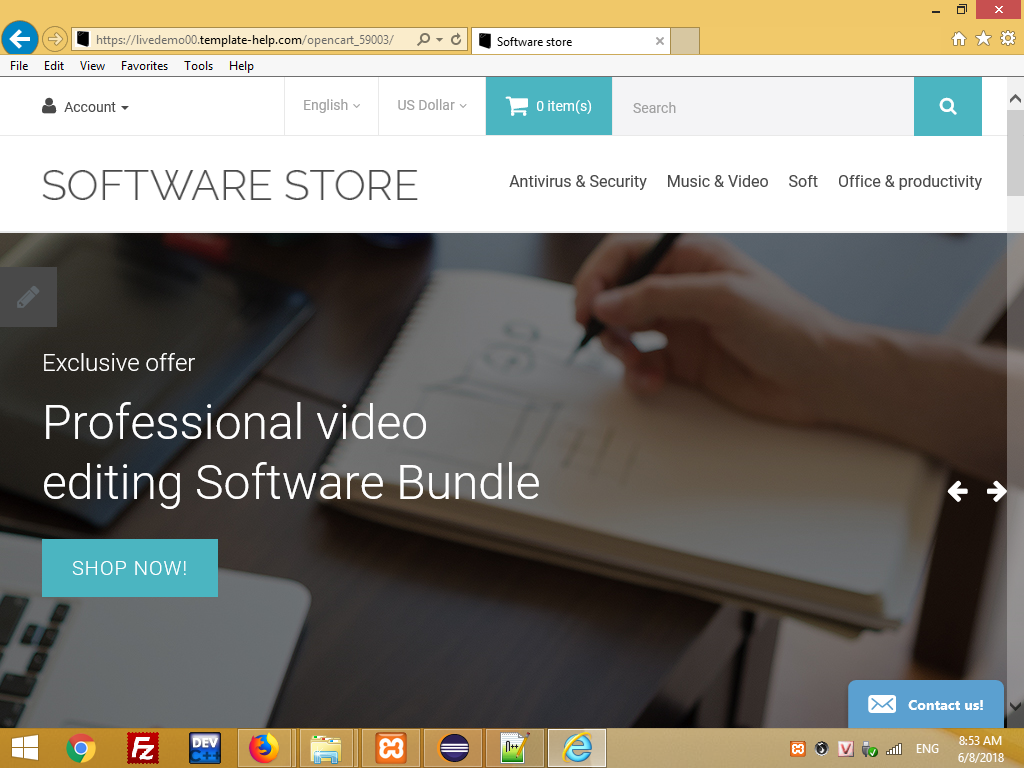 https://livedemo00.template-help.com/opencart_59003/
Software store
File Edit View Favorites Tools Help
Account
English
US Dollar
0 item(s)
Search
SOFTWARE STORE
Antivirus & Security Music & Video Soft Office & productivity
Exclusive offer
Professional video
editing Software Bundle
SHOP NOW!
Contact us!
FZ
DEV
C++
ENG
8:53 AM
6/8/2018